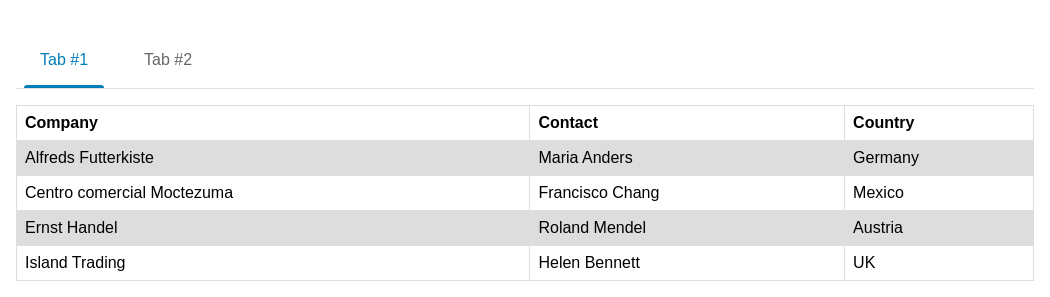 Tab #1 Tab #2
Company Contact Country
Alfreds Futterkiste Maria Anders Germany
Centro comercial Moctezuma Francisco Chang Mexico
Ernst Handel Roland Mendel Austria
Island Trading Helen Bennett UK